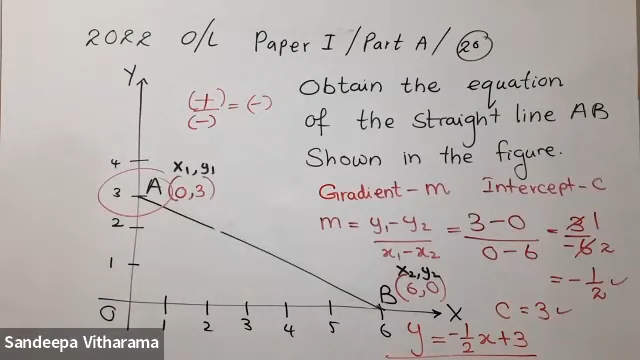 2022 O/L Paper I / Part A / 20
Y
(+)/(-) = (-)
Obtain the equation
of the straight line AB
shown in the figure.
4
3
2
1
x₁, y₁
A (0,3)
Gradient - m Intercept - C
m = y₁-y₂/x₁-x₂ = 3-0/0-6 = 3 1/-6 2
= -1/2 ✓
x₂, y₂
B (6,0)
C = 3 ✓
O 1 2 3 4 5 6 X
y = -1/2x+3
Sandeepa Vitharama